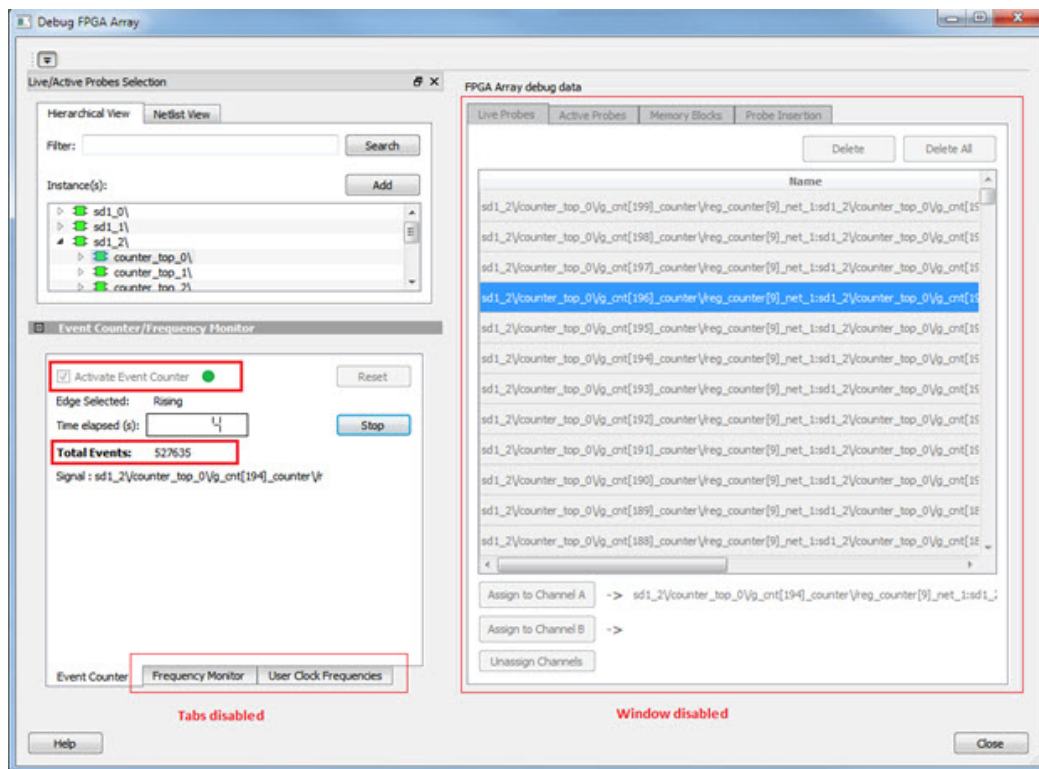 Debug FPGA Array
Live/Active Probes Selection
Hierarchical View
Netlist View
Filter:
Search
Instance(s):
Add
sd1_0\
sd1_1\
sd1_2\
counter_top_0\
counter_top_1\
counter_top_2\
Event Counter/Frequency Monitor
Activate Event Counter
Reset
Edge Selected: Rising
Time elapsed (s): 4
Stop
Total Events: 527635
Signal : sd1_2\/counter_top_0\/g_cnt[194]_counter\/r
Event Counter
Frequency Monitor
User Clock Frequencies
Tabs disabled
Help
FPGA Array debug data
Live Probes
Active Probes
Memory Blocks
Probe Insertion
Delete
Delete All
Name
sd1_2\/counter_top_0\/g_cnt[199]_counter\/reg_counter[9]_net_1:sd1_2\/counter_top_0\/g_cnt[19
sd1_2\/counter_top_0\/g_cnt[198]_counter\/reg_counter[9]_net_1:sd1_2\/counter_top_0\/g_cnt[19
sd1_2\/counter_top_0\/g_cnt[197]_counter\/reg_counter[9]_net_1:sd1_2\/counter_top_0\/g_cnt[19
sd1_2\/counter_top_0\/g_cnt[196]_counter\/reg_counter[9]_net_1:sd1_2\/counter_top_0\/g_cnt[19
sd1_2\/counter_top_0\/g_cnt[195]_counter\/reg_counter[9]_net_1:sd1_2\/counter_top_0\/g_cnt[19
sd1_2\/counter_top_0\/g_cnt[194]_counter\/reg_counter[9]_net_1:sd1_2\/counter_top_0\/g_cnt[19
sd1_2\/counter_top_0\/g_cnt[193]_counter\/reg_counter[9]_net_1:sd1_2\/counter_top_0\/g_cnt[19
sd1_2\/counter_top_0\/g_cnt[192]_counter\/reg_counter[9]_net_1:sd1_2\/counter_top_0\/g_cnt[19
sd1_2\/counter_top_0\/g_cnt[191]_counter\/reg_counter[9]_net_1:sd1_2\/counter_top_0\/g_cnt[19
sd1_2\/counter_top_0\/g_cnt[190]_counter\/reg_counter[9]_net_1:sd1_2\/counter_top_0\/g_cnt[19
sd1_2\/counter_top_0\/g_cnt[189]_counter\/reg_counter[9]_net_1:sd1_2\/counter_top_0\/g_cnt[18
sd1_2\/counter_top_0\/g_cnt[188]_counter\/reg_counter[9]_net_1:sd1_2\/counter_top_0\/g_cnt[18
Assign to Channel A -> sd1_2\/counter_top_0\/g_cnt[194]_counter\/reg_counter[9]_net_1:sd1_2
Assign to Channel B ->
Unassign Channels
Window disabled
Close